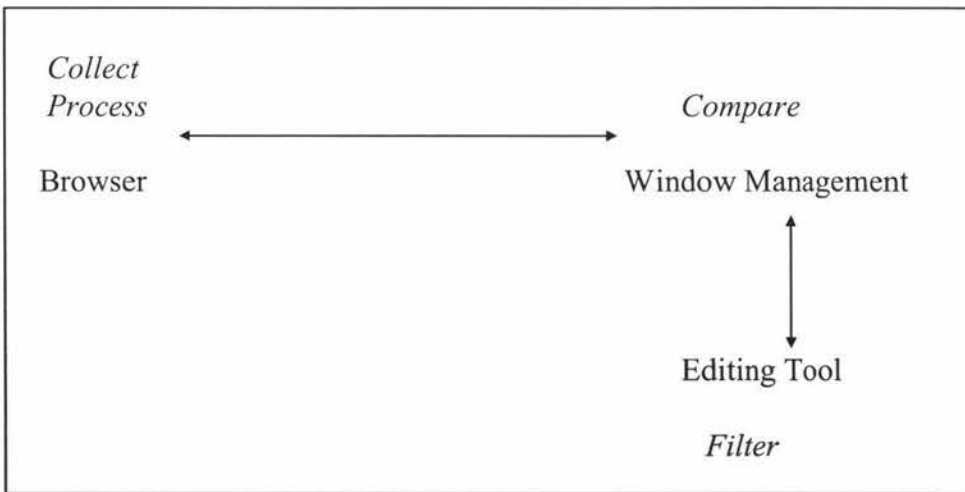 Collect
Process
Compare
Browser
Window Management
Editing Tool
Filter